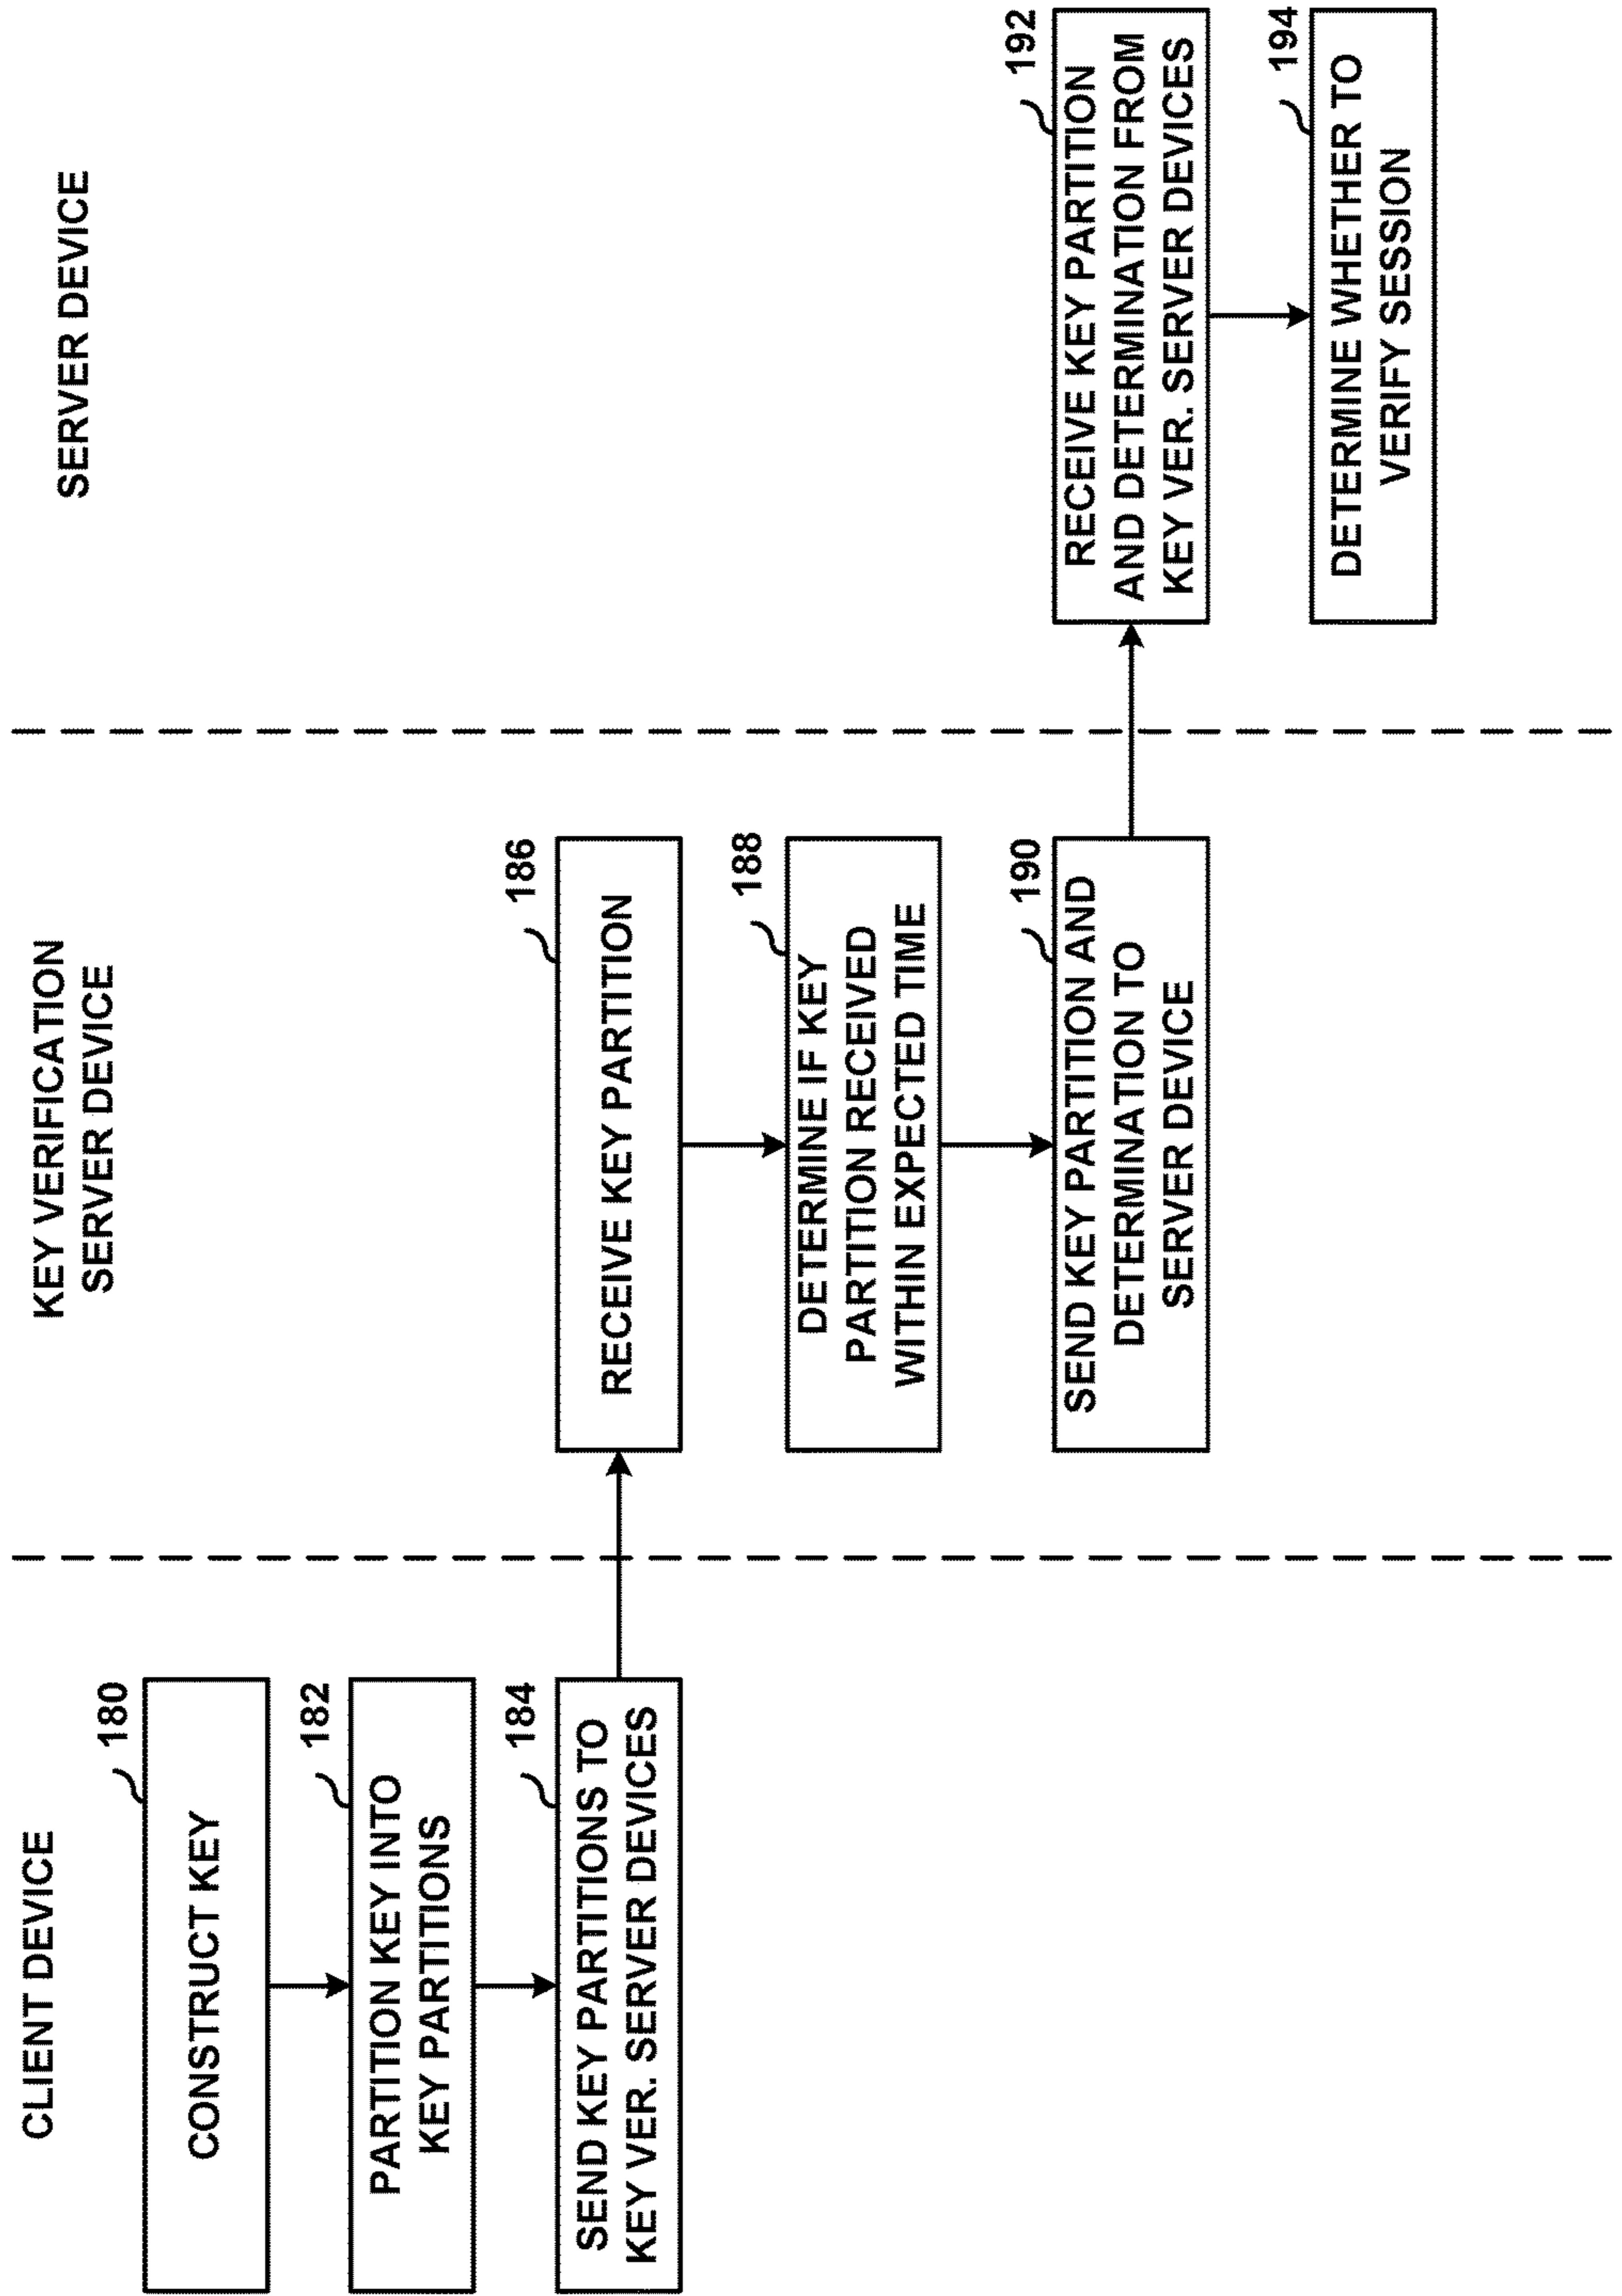 CLIENT DEVICE
180
CONSTRUCT KEY
182
PARTITION KEY INTO
KEY PARTITIONS
184
SEND KEY PARTITIONS TO
KEY VER. SERVER DEVICES
KEY VERIFICATION
SERVER DEVICE
186
RECEIVE KEY PARTITION
188
DETERMINE IF KEY
PARTITION RECEIVED
WITHIN EXPECTED TIME
190
SEND KEY PARTITION AND
DETERMINATION TO
SERVER DEVICE
SERVER DEVICE
192
RECEIVE KEY PARTITION
AND DETERMINATION FROM
KEY VER. SERVER DEVICES
194
DETERMINE WHETHER TO
VERIFY SESSION